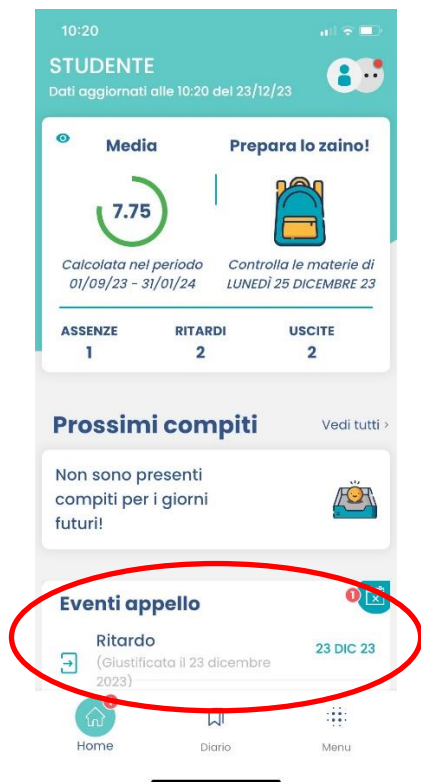 10:20
STUDENTE
Dati aggiornati alle 10:20 del 23/12/23
Media
7.75
Calcolata nel periodo
01/09/23 - 31/01/24
Prepara lo zaino!
Controlla le materie di
LUNEDÌ 25 DICEMBRE 23
ASSENZE
1
RITARDI
2
USCITE
2
Prossimi compiti
Vedi tutti >
Non sono presenti
compiti per i giorni
futuri!
Eventi appello
1
Ritardo
(Giustificata il 23 dicembre
2023)
23 DIC 23
Home
Diario
Menu